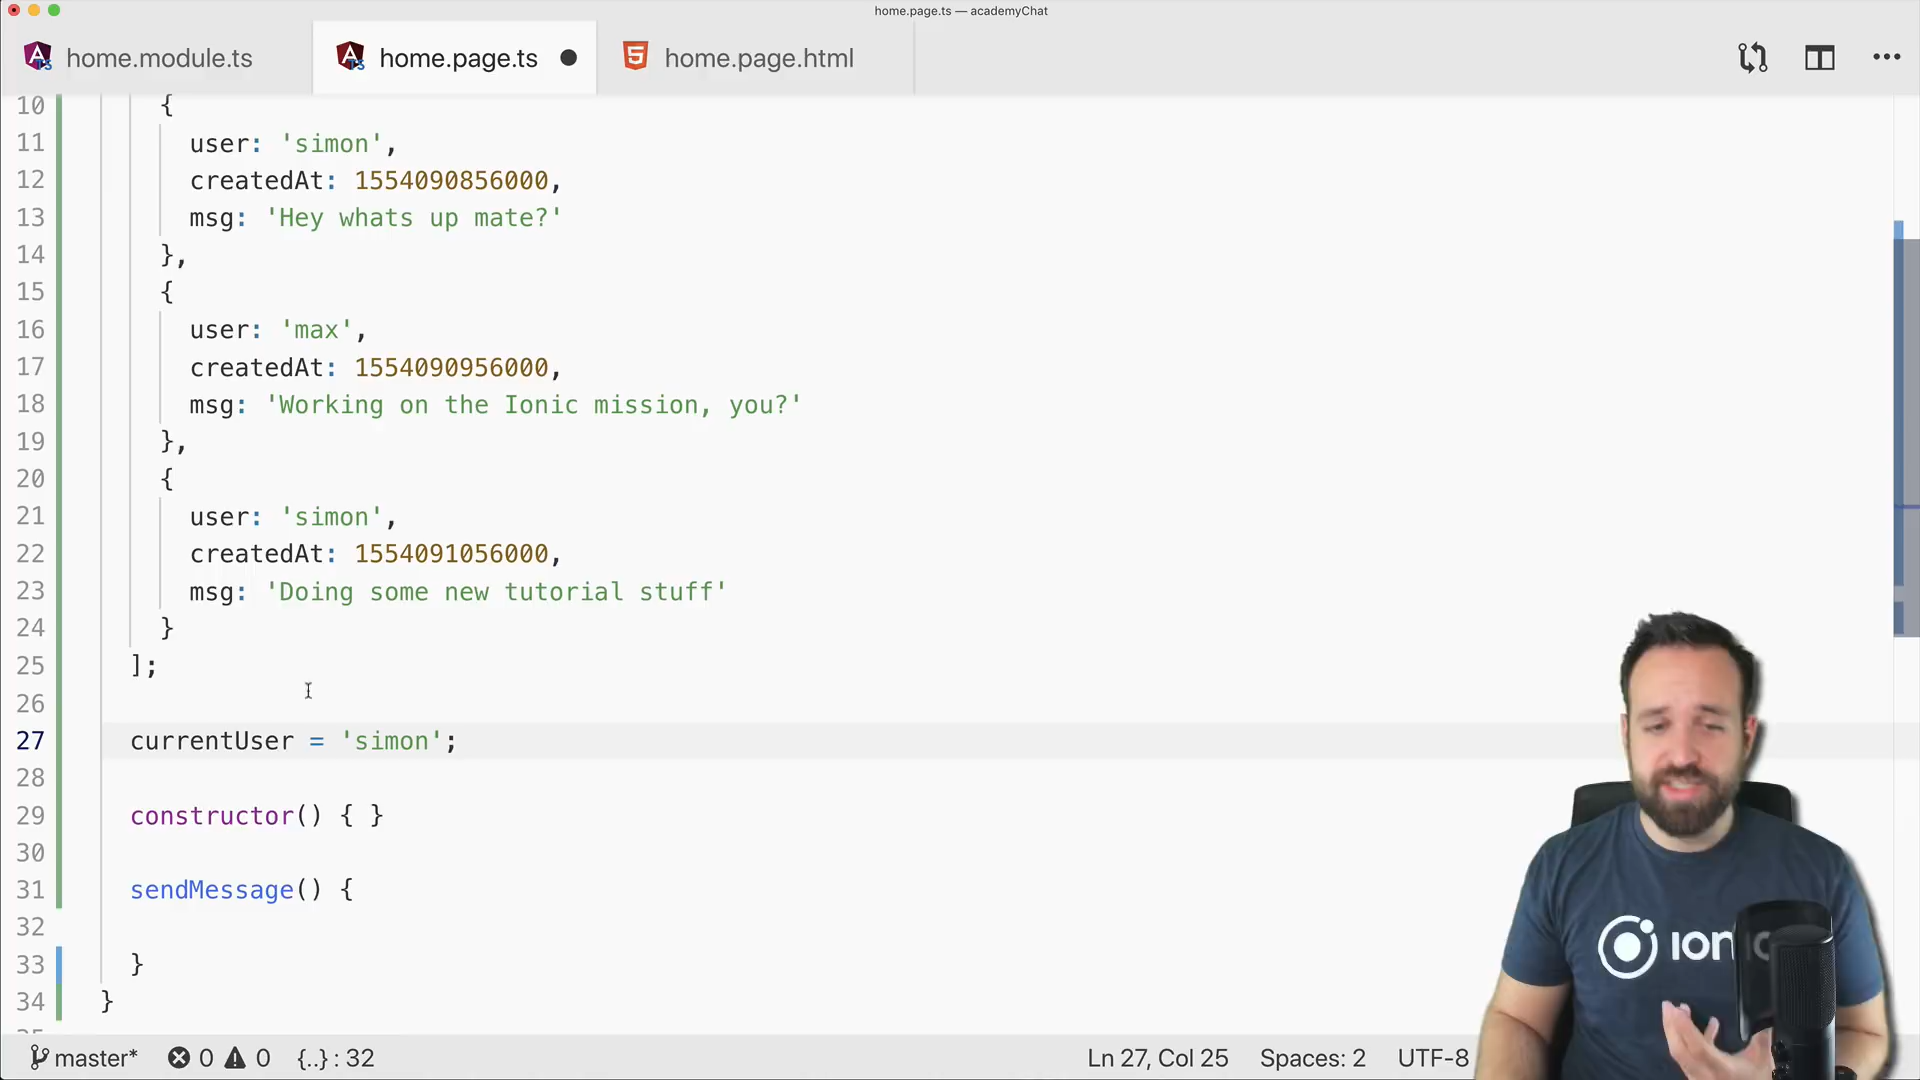 home.page.ts — academyChat
home.module.ts
home.page.ts
home.page.html
10 {
11 user: 'simon',
12 createdAt: 1554090856000,
13 msg: 'Hey whats up mate?'
14 },
15 {
16 user: 'max',
17 createdAt: 1554090956000,
18 msg: 'Working on the Ionic mission, you?'
19 },
20 {
21 user: 'simon',
22 createdAt: 1554091056000,
23 msg: 'Doing some new tutorial stuff'
24 }
25 ];
26
27 currentUser = 'simon';
28
29 constructor() { }
30
31 sendMessage() {
32
33 }
34 }
master* 0 0 {..} : 32 Ln 27, Col 25 Spaces: 2 UTF-8